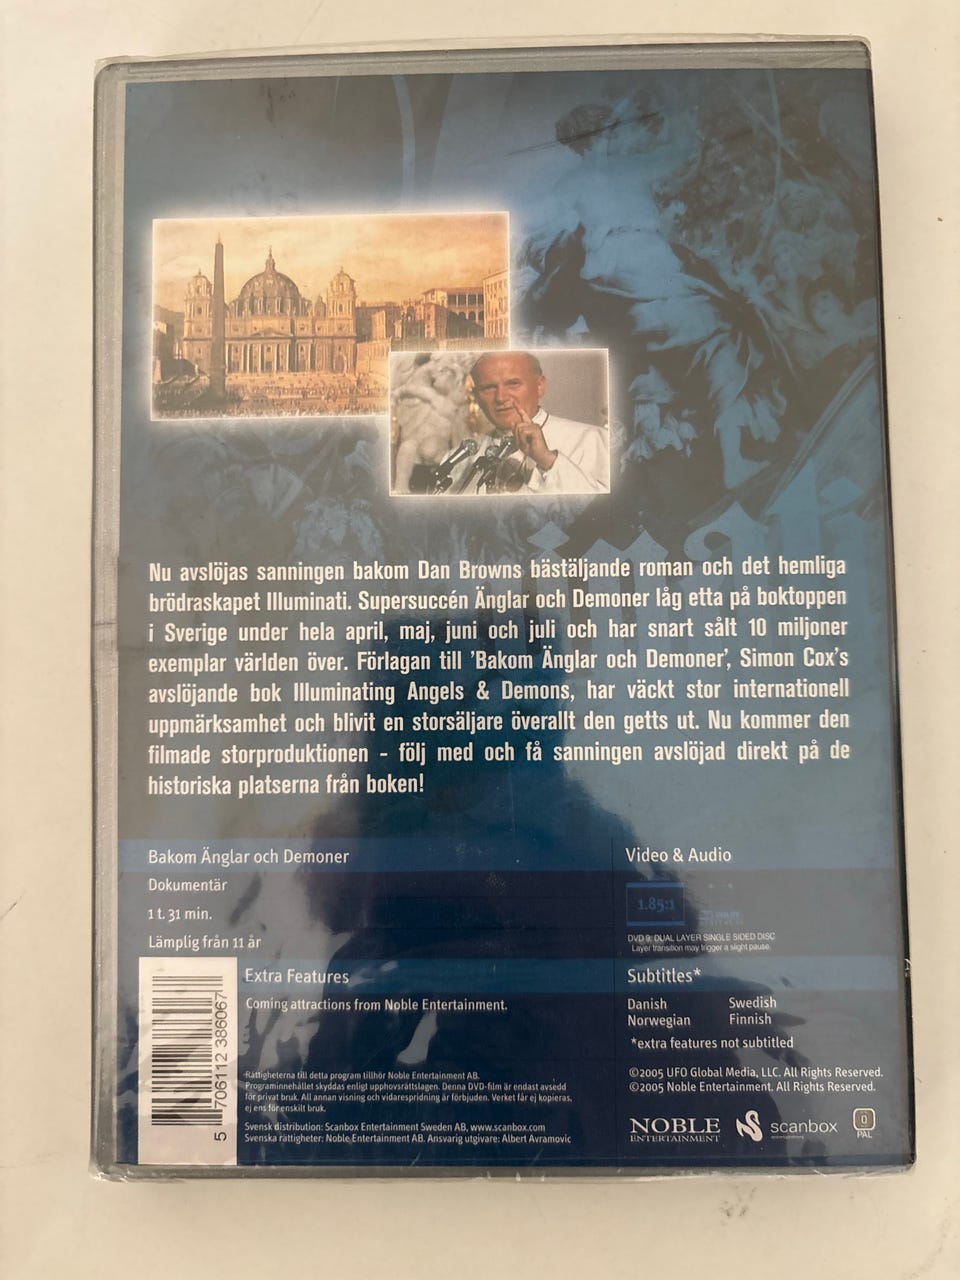 Nu avslöjas sanningen bakom Dan Browns bästäljande roman och det hemliga
brödraskapet Illuminati. Supersuccén Änglar och Demoner låg etta på boktoppen
i Sverige under hela april, maj, juni och juli och har snart sålt 10 miljoner
exemplar världen över. Förlagan till 'Bakom Änglar och Demoner', Simon Cox's
avslöjande bok Illuminating Angels & Demons, har väckt stor internationell
uppmärksamhet och blivit en storsäljare överallt den getts ut. Nu kommer den
filmade storproduktionen - följ med och få sanningen avslöjad direkt på de
historiska platserna från boken!
Bakom Änglar och Demoner
Dokumentär
1 t. 31 min.
Lämplig från 11 år
Video & Audio
1.85:1
DVD 9: DUAL LAYER SINGLE SIDED DISC
Layer transition may trigger a slight pause.
Extra Features
Coming attractions from Noble Entertainment.
Subtitles*
Danish Swedish
Norwegian Finnish
*extra features not subtitled
5 706112 386067
Rättigheterna till detta program tillhör Noble Entertainment AB.
Programinnehållet skyddas enligt upphovsrättslagen. Denna DVD-film är endast avsedd
för privat bruk. All annan visning och vidarespridning är förbjuden. Verket får ej kopieras,
ej ens för enskilt bruk.
Svensk distribution: Scanbox Entertainment Sweden AB, www.scanbox.com
Svenska rättigheter: Noble Entertainment AB. Ansvarig utgivare: Albert Avramovic
©2005 UFO Global Media, LLC. All Rights Reserved.
©2005 Noble Entertainment. All Rights Reserved.
NOBLE
ENTERTAINMENT
scanbox
entertainment
0
PAL